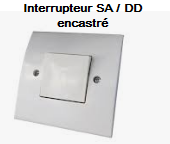 Interrupteur SA / DD
encastré